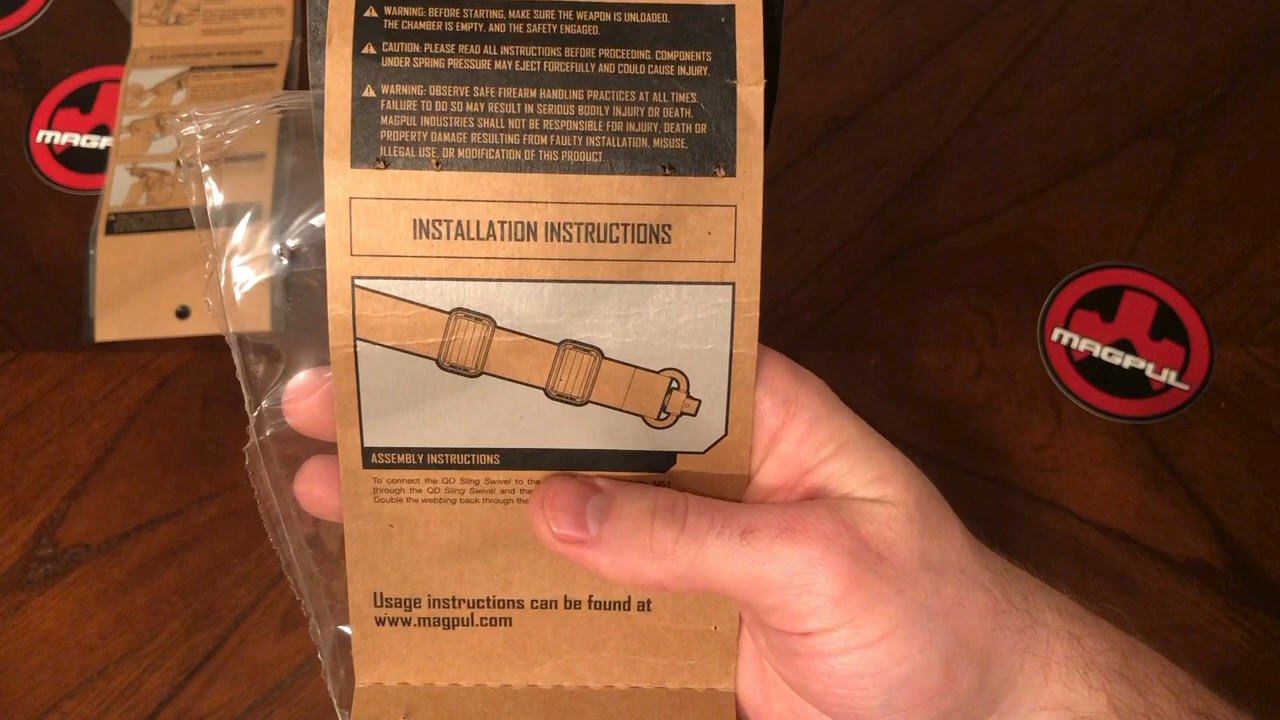 WARNING: BEFORE STARTING, MAKE SURE THE WEAPON IS UNLOADED,
THE CHAMBER IS EMPTY, AND THE SAFETY ENGAGED.
CAUTION: PLEASE READ ALL INSTRUCTIONS BEFORE PROCEEDING. COMPONENTS
UNDER SPRING PRESSURE MAY EJECT FORCEFULLY AND COULD CAUSE INJURY.
WARNING: OBSERVE SAFE FIREARM HANDLING PRACTICES AT ALL TIMES.
FAILURE TO DO SO MAY RESULT IN SERIOUS BODILY INJURY OR DEATH.
MAGPUL INDUSTRIES SHALL NOT BE RESPONSIBLE FOR INJURY, DEATH OR
PROPERTY DAMAGE RESULTING FROM FAULTY INSTALLATION, MISUSE,
ILLEGAL USE, OR MODIFICATION OF THIS PRODUCT.
INSTALLATION INSTRUCTIONS
ASSEMBLY INSTRUCTIONS
To connect the QD Sling Swivel to the MS1
through the QD Sling Swivel and the
Double the webbing back through the
Usage instructions can be found at
www.magpul.com
MAGP
MAGPUL